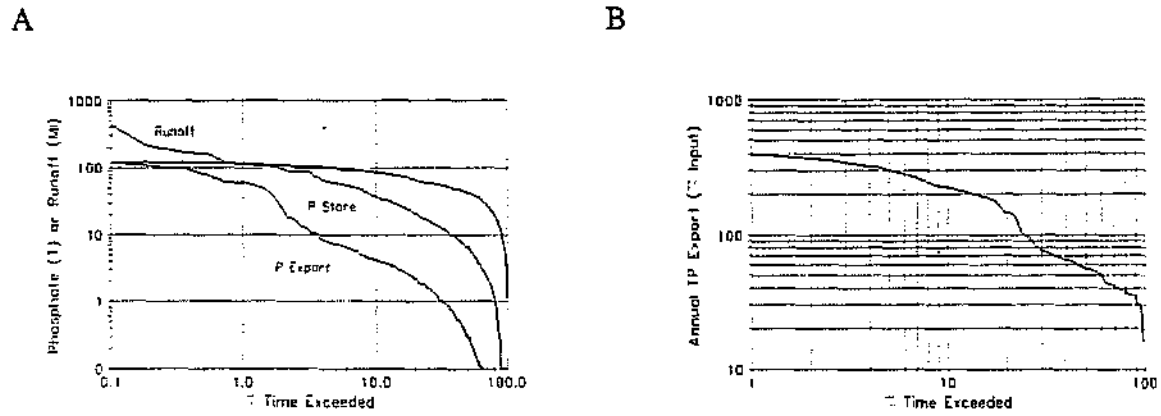 A
B
1000
100
10
1
0
Phosphate (T) or Runoff (Ml)
Runoff
P Store
P Export
0.1 1.0 10.0 100.0
% Time Exceeded
1000
100
10
Annual TP Export (% Input)
1 10 100
% Time Exceeded